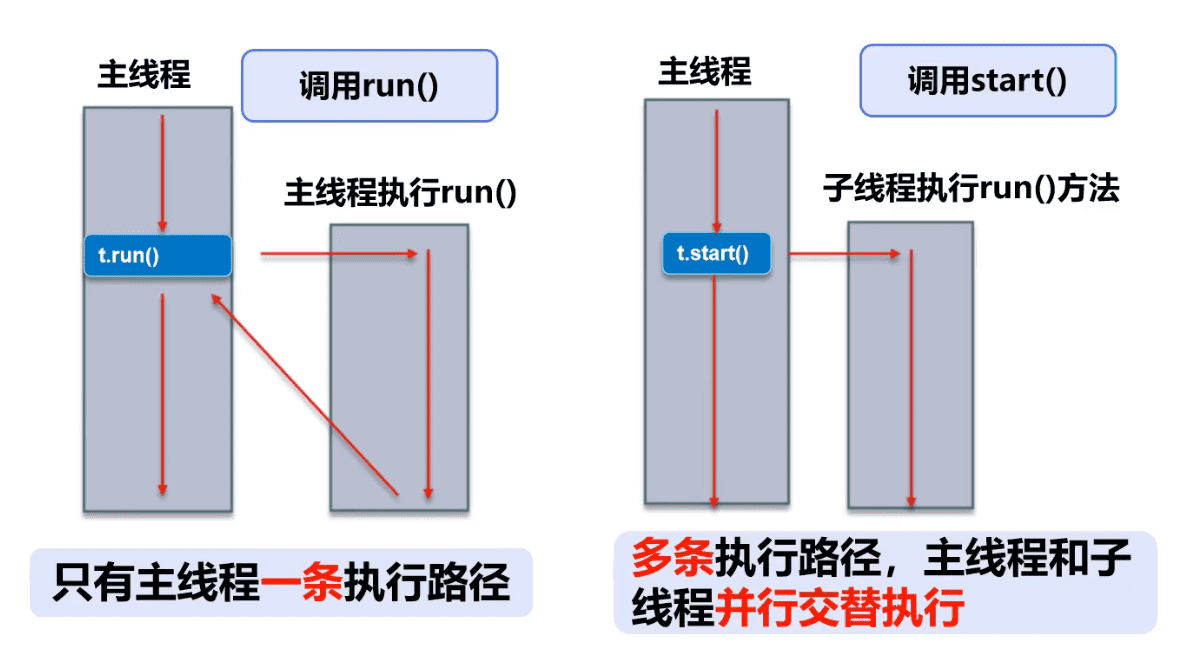 主线程
调用run()
主线程执行run()
t.run()
只有主线程一条执行路径
主线程
调用start()
子线程执行run()方法
t.start()
多条执行路径，主线程和子
线程并行交替执行